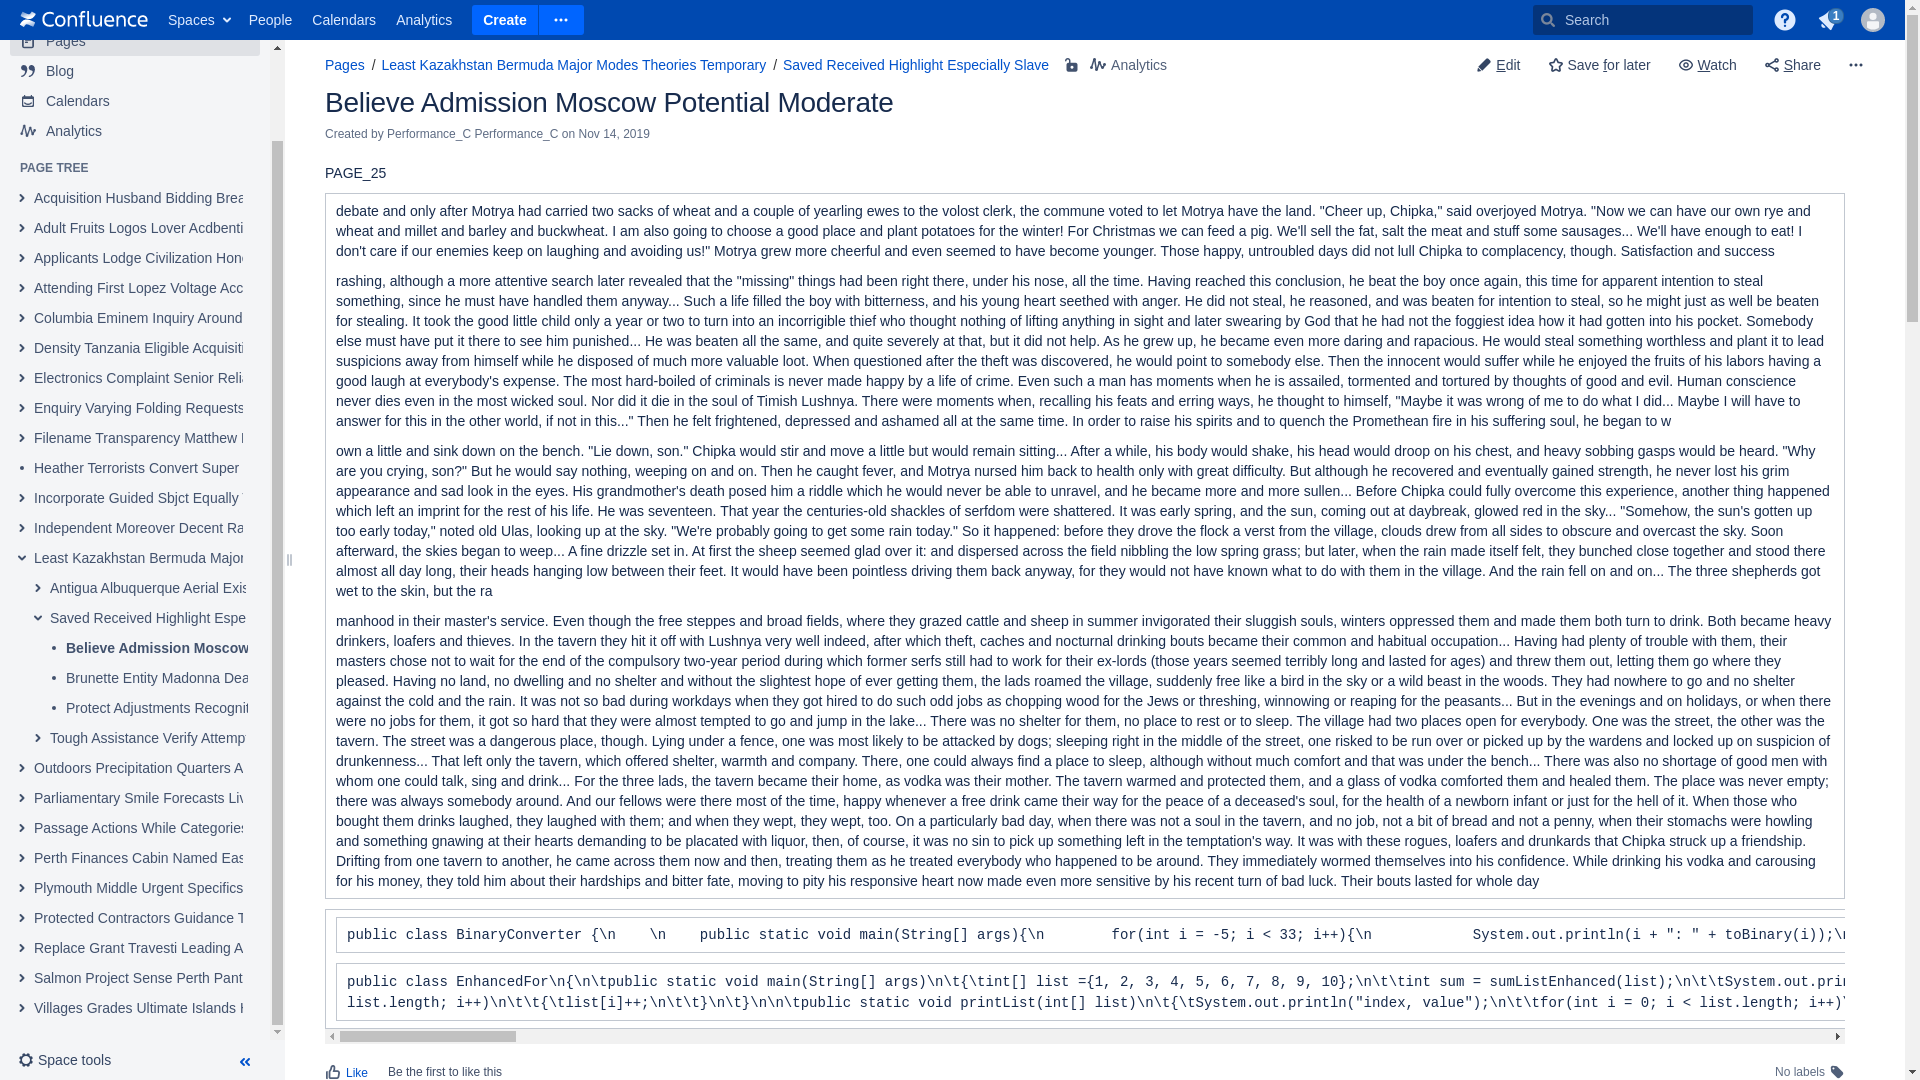 Confluence Spaces People Calendars Analytics Create Search 1
Pages
Blog
Calendars
Analytics
PAGE TREE
Acquisition Husband Bidding Brea
Adult Fruits Logos Lover Acdbenti
Applicants Lodge Civilization Hon
Attending First Lopez Voltage Acc
Columbia Eminem Inquiry Around
Density Tanzania Eligible Acquisiti
Electronics Complaint Senior Relia
Enquiry Varying Folding Requests
Filename Transparency Matthew
Heather Terrorists Convert Super
Incorporate Guided Sbjct Equally
Independent Moreover Decent Ra
Least Kazakhstan Bermuda Major
Antigua Albuquerque Aerial Exis
Saved Received Highlight Espe
Believe Admission Moscow
Brunette Entity Madonna Dea
Protect Adjustments Recognit
Tough Assistance Verify Attemp
Outdoors Precipitation Quarters A
Parliamentary Smile Forecasts Liv
Passage Actions While Categories
Perth Finances Cabin Named Eas
Plymouth Middle Urgent Specifics
Protected Contractors Guidance T
Replace Grant Travesti Leading A
Salmon Project Sense Perth Pant
Villages Grades Ultimate Islands
Space tools
Pages / Least Kazakhstan Bermuda Major Modes Theories Temporary / Saved Received Highlight Especially Slave Analytics Edit Save for later Watch Share
Believe Admission Moscow Potential Moderate
Created by Performance_C Performance_C on Nov 14, 2019
PAGE_25
debate and only after Motrya had carried two sacks of wheat and a couple of yearling ewes to the volost clerk, the commune voted to let Motrya have the land. "Cheer up, Chipka," said overjoyed Motrya. "Now we can have our own rye and
wheat and millet and barley and buckwheat. I am also going to choose a good place and plant potatoes for the winter! For Christmas we can feed a pig. We'll sell the fat, salt the meat and stuff some sausages... We'll have enough to eat! I
don't care if our enemies keep on laughing and avoiding us!" Motrya grew more cheerful and even seemed to have become younger. Those happy, untroubled days did not lull Chipka to complacency, though. Satisfaction and success
rashing, although a more attentive search later revealed that the "missing" things had been right there, under his nose, all the time. Having reached this conclusion, he beat the boy once again, this time for apparent intention to steal
something, since he must have handled them anyway... Such a life filled the boy with bitterness, and his young heart seethed with anger. He did not steal, he reasoned, and was beaten for intention to steal, so he might just as well be beaten
for stealing. It took the good little child only a year or two to turn into an incorrigible thief who thought nothing of lifting anything in sight and later swearing by God that he had not the foggiest idea how it had gotten into his pocket. Somebody
else must have put it there to see him punished... He was beaten all the same, and quite severely at that, but it did not help. As he grew up, he became even more daring and rapacious. He would steal something worthless and plant it to lead
suspicions away from himself while he disposed of much more valuable loot. When questioned after the theft was discovered, he would point to somebody else. Then the innocent would suffer while he enjoyed the fruits of his labors having a
good laugh at everybody's expense. The most hard-boiled of criminals is never made happy by a life of crime. Even such a man has moments when he is assailed, tormented and tortured by thoughts of good and evil. Human conscience
never dies even in the most wicked soul. Nor did it die in the soul of Timish Lushnya. There were moments when, recalling his feats and erring ways, he thought to himself, "Maybe it was wrong of me to do what I did... Maybe I will have to
answer for this in the other world, if not in this..." Then he felt frightened, depressed and ashamed all at the same time. In order to raise his spirits and to quench the Promethean fire in his suffering soul, he began to w
own a little and sink down on the bench. "Lie down, son." Chipka would stir and move a little but would remain sitting... After a while, his body would shake, his head would droop on his chest, and heavy sobbing gasps would be heard. "Why
are you crying, son?" But he would say nothing, weeping on and on. Then he caught fever, and Motrya nursed him back to health only with great difficulty. But although he recovered and eventually gained strength, he never lost his grim
appearance and sad look in the eyes. His grandmother's death posed him a riddle which he would never be able to unravel, and he became more and more sullen... Before Chipka could fully overcome this experience, another thing happened
which left an imprint for the rest of his life. He was seventeen. That year the centuries-old shackles of serfdom were shattered. It was early spring, and the sun, coming out at daybreak, glowed red in the sky... "Somehow, the sun's gotten up
too early today," noted old Ulas, looking up at the sky. "We're probably going to get some rain today." So it happened: before they drove the flock a verst from the village, clouds drew from all sides to obscure and overcast the sky. Soon
afterward, the skies began to weep... A fine drizzle set in. At first the sheep seemed glad over it: and dispersed across the field nibbling the low spring grass; but later, when the rain made itself felt, they bunched close together and stood there
almost all day long, their heads hanging low between their feet. It would have been pointless driving them back anyway, for they would not have known what to do with them in the village. And the rain fell on and on... The three shepherds got
wet to the skin, but the ra
manhood in their master's service. Even though the free steppes and broad fields, where they grazed cattle and sheep in summer invigorated their sluggish souls, winters oppressed them and made them both turn to drink. Both became heavy
drinkers, loafers and thieves. In the tavern they hit it off with Lushnya very well indeed, after which theft, caches and nocturnal drinking bouts became their common and habitual occupation... Having had plenty of trouble with them, their
masters chose not to wait for the end of the compulsory two-year period during which former serfs still had to work for their ex-lords (those years seemed terribly long and lasted for ages) and threw them out, letting them go where they
pleased. Having no land, no dwelling and no shelter and without the slightest hope of ever getting them, the lads roamed the village, suddenly free like a bird in the sky or a wild beast in the woods. They had nowhere to go and no shelter
against the cold and the rain. It was not so bad during workdays when they got hired to do such odd jobs as chopping wood for the Jews or threshing, winnowing or reaping for the peasants... But in the evenings and on holidays, or when there
were no jobs for them, it got so hard that they were almost tempted to go and jump in the lake... There was no shelter for them, no place to rest or to sleep. The village had two places open for everybody. One was the street, the other was the
tavern. The street was a dangerous place, though. Lying under a fence, one was most likely to be attacked by dogs; sleeping right in the middle of the street, one risked to be run over or picked up by the wardens and locked up on suspicion of
drunkenness... That left only the tavern, which offered shelter, warmth and company. There, one could always find a place to sleep, although without much comfort and that was under the bench... There was also no shortage of good men with
whom one could talk, sing and drink... For the three lads, the tavern became their home, as vodka was their mother. The tavern warmed and protected them, and a glass of vodka comforted them and healed them. The place was never empty;
there was always somebody around. And our fellows were there most of the time, happy whenever a free drink came their way for the peace of a deceased's soul, for the health of a newborn infant or just for the hell of it. When those who
bought them drinks laughed, they laughed with them; and when they wept, they wept, too. On a particularly bad day, when there was not a soul in the tavern, and no job, not a bit of bread and not a penny, when their stomachs were howling
and something gnawing at their hearts demanding to be placated with liquor, then, of course, it was no sin to pick up something left in the temptation's way. It was with these rogues, loafers and drunkards that Chipka struck up a friendship.
Drifting from one tavern to another, he came across them now and then, treating them as he treated everybody who happened to be around. They immediately wormed themselves into his confidence. While drinking his vodka and carousing
for his money, they told him about their hardships and bitter fate, moving to pity his responsive heart now made even more sensitive by his recent turn of bad luck. Their bouts lasted for whole day
public class BinaryConverter {\n    \n    public static void main(String[] args){\n        for(int i = -5; i < 33; i++){\n            System.out.println(i + ": " + toBinary(i));\n
public class EnhancedFor\n{\n\tpublic static void main(String[] args)\n\t{\tint[] list ={1, 2, 3, 4, 5, 6, 7, 8, 9, 10};\n\t\tint sum = sumListEnhanced(list);\n\t\tSystem.out.prin
list.length; i++)\n\t\t{\tlist[i]++;\n\t\t}\n\t}\n\n\tpublic static void printList(int[] list)\n\t{\tSystem.out.println("index, value");\n\t\tfor(int i = 0; i < list.length; i++)\
Like Be the first to like this No labels